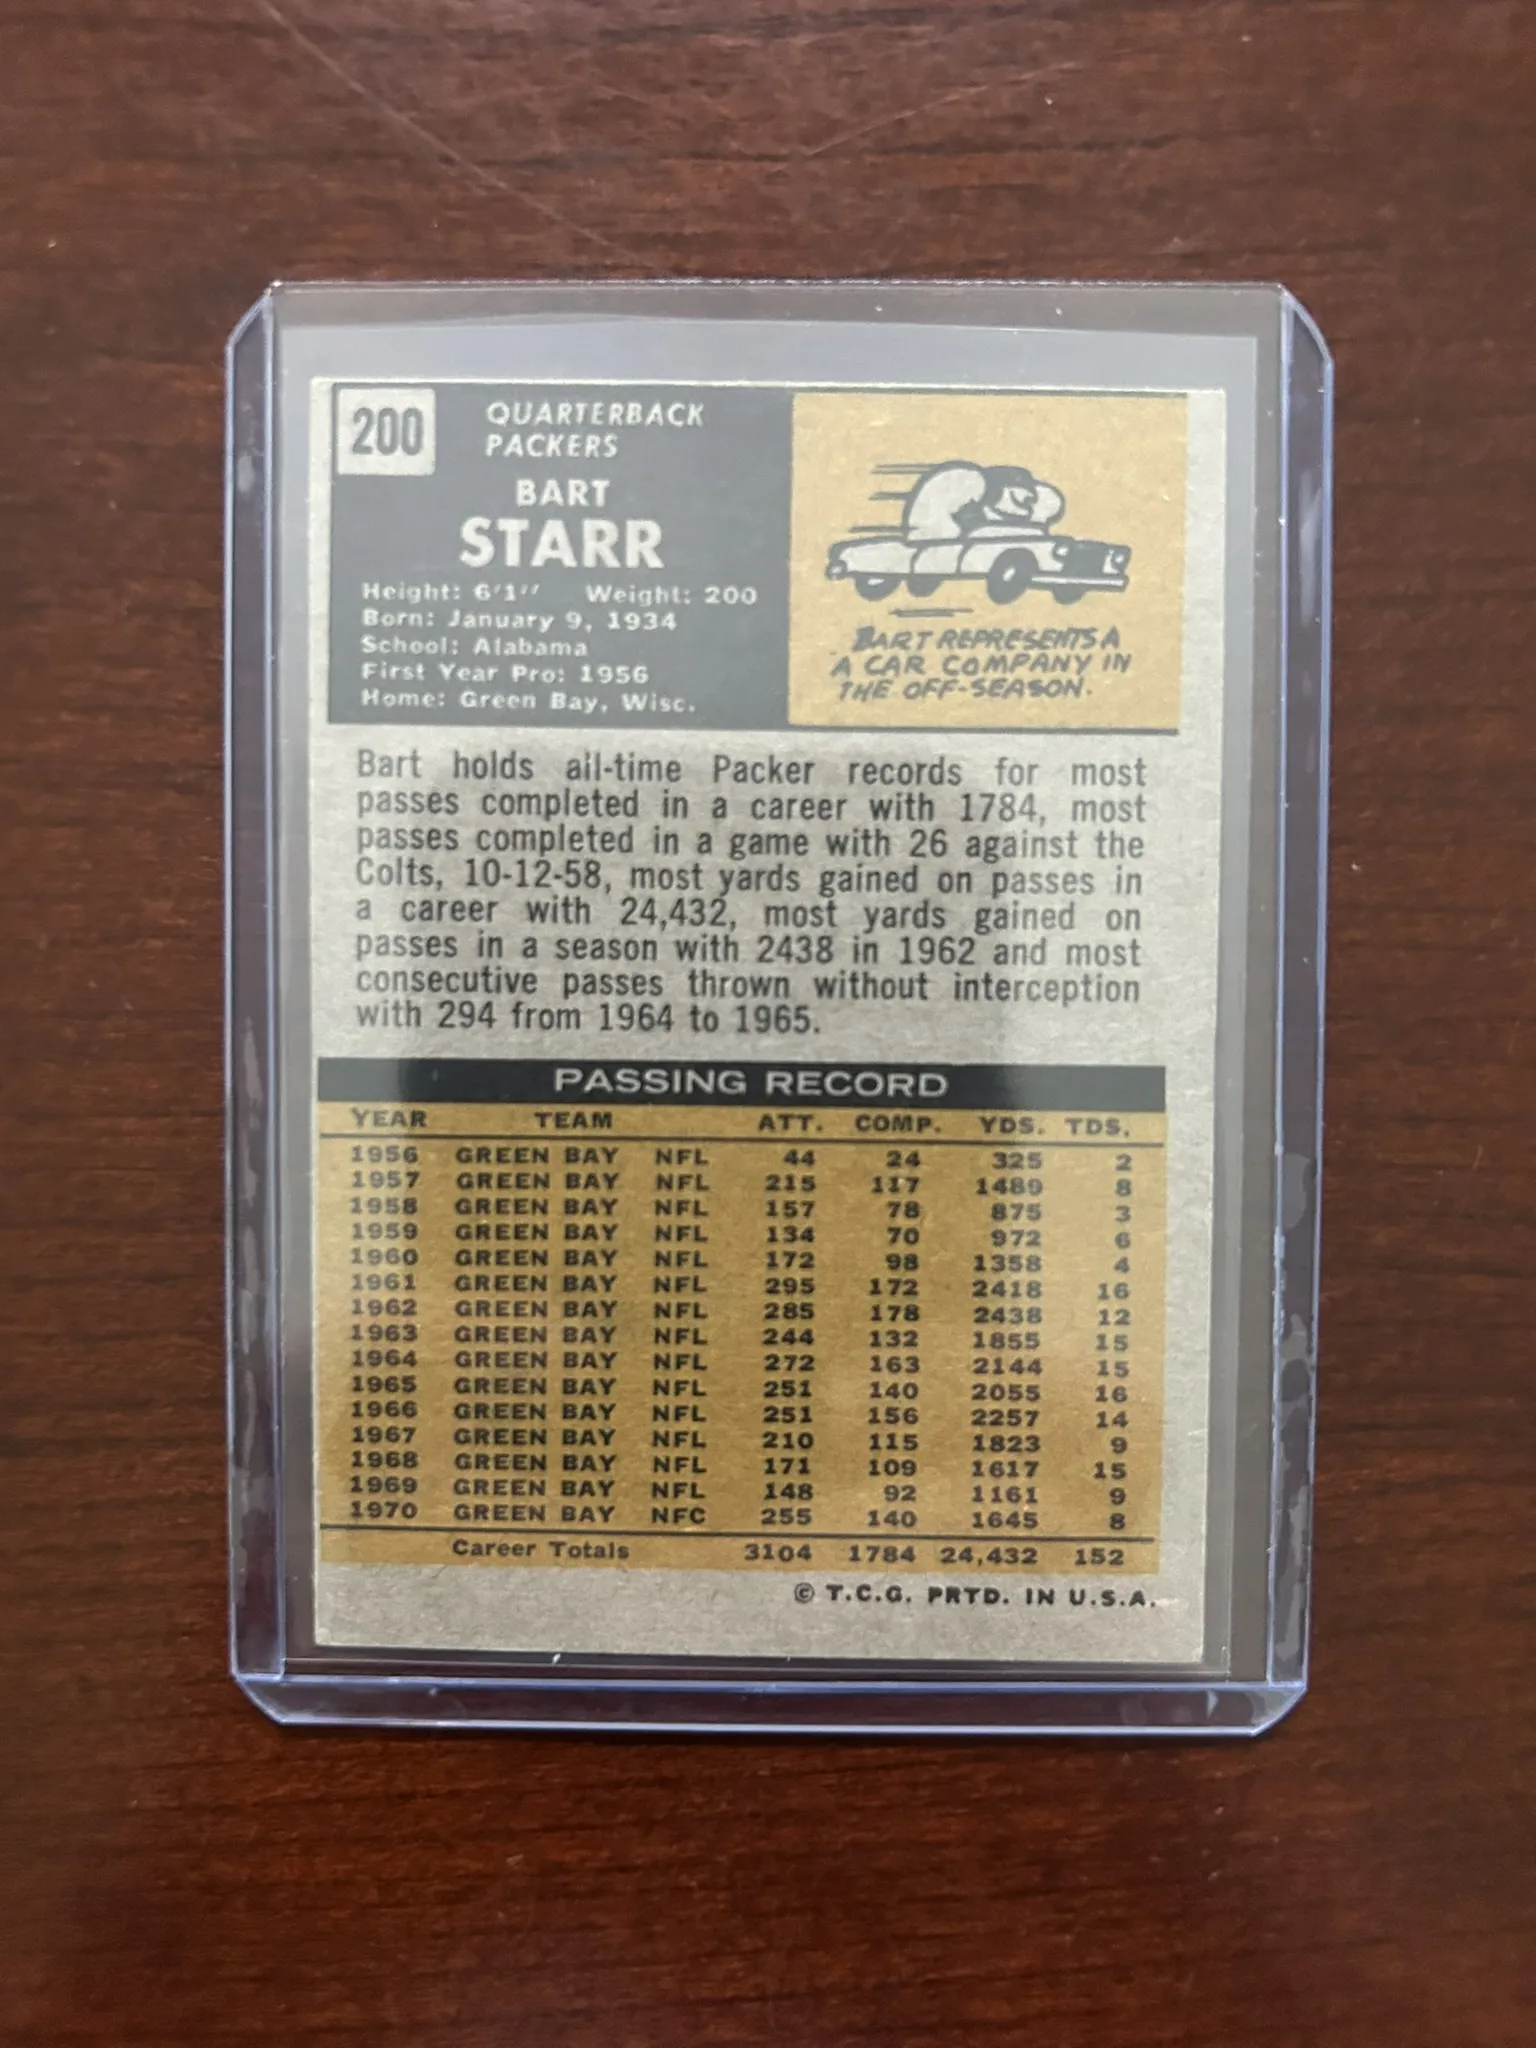 200
QUARTERBACK
PACKERS
BART
STARR
Height: 6'1'' Weight: 200
Born: January 9, 1934
School: Alabama
First Year Pro: 1956
Home: Green Bay, Wisc.
BART REPRESENTS A
A CAR COMPANY IN
THE OFF-SEASON.
Bart holds all-time Packer records for most
passes completed in a career with 1784, most
passes completed in a game with 26 against the
Colts, 10-12-58, most yards gained on passes in
a career with 24,432, most yards gained on
passes in a season with 2438 in 1962 and most
consecutive passes thrown without interception
with 294 from 1964 to 1965.
PASSING RECORD
YEAR TEAM ATT. COMP. YDS. TDS.
1956 GREEN BAY NFL 44 24 325 2
1957 GREEN BAY NFL 215 117 1489 8
1958 GREEN BAY NFL 157 78 875 3
1959 GREEN BAY NFL 134 70 972 6
1960 GREEN BAY NFL 172 98 1358 4
1961 GREEN BAY NFL 295 172 2418 16
1962 GREEN BAY NFL 285 178 2438 12
1963 GREEN BAY NFL 244 132 1855 15
1964 GREEN BAY NFL 272 163 2144 15
1965 GREEN BAY NFL 251 140 2055 16
1966 GREEN BAY NFL 251 156 2257 14
1967 GREEN BAY NFL 210 115 1823 9
1968 GREEN BAY NFL 171 109 1617 15
1969 GREEN BAY NFL 148 92 1161 9
1970 GREEN BAY NFC 255 140 1645 8
Career Totals 3104 1784 24,432 152
© T.C.G. PRTD. IN U.S.A.